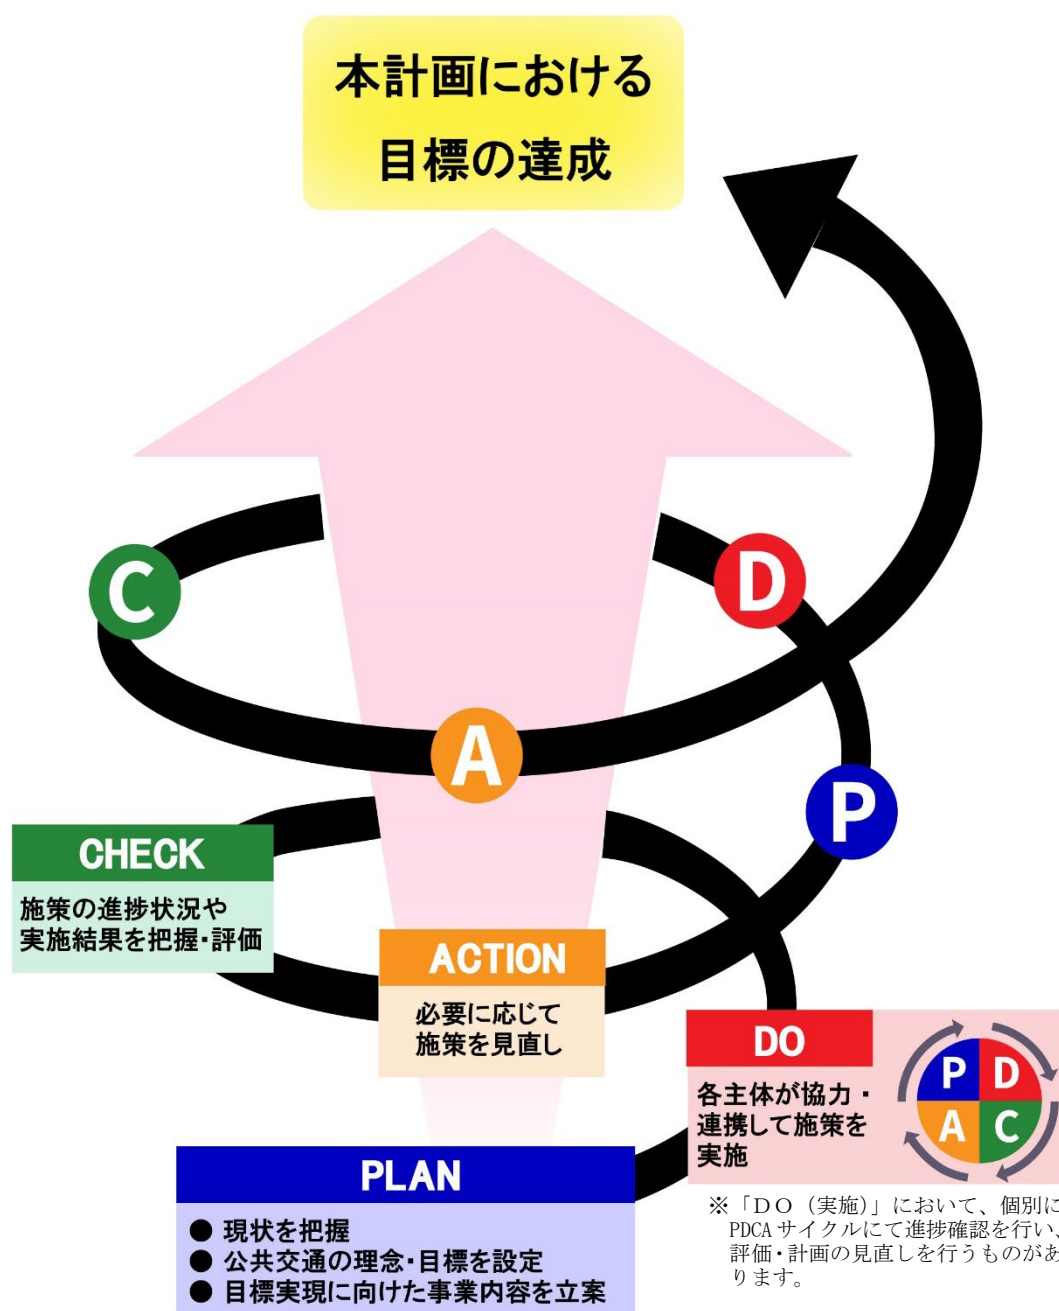 本計画における
目標の達成
C
D
A
P
CHECK
施策の進捗状況や
実施結果を把握・評価
ACTION
必要に応じて
施策を見直し
DO
各主体が協力・
連携して施策を
実施
P D
A C
PLAN
● 現状を把握
● 公共交通の理念・目標を設定
● 目標実現に向けた事業内容を立案
※「DO（実施）」において、個別に
PDCAサイクルにて進捗確認を行い、
評価・計画の見直しを行うものがあ
ります。